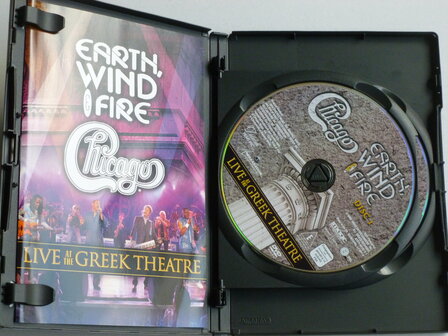 EARTH,
WIND
& FIRE
Chicago
LIVE AT THE GREEK THEATRE
Chicago
EARTH,
WIND
& FIRE
LIVE AT THE GREEK THEATRE